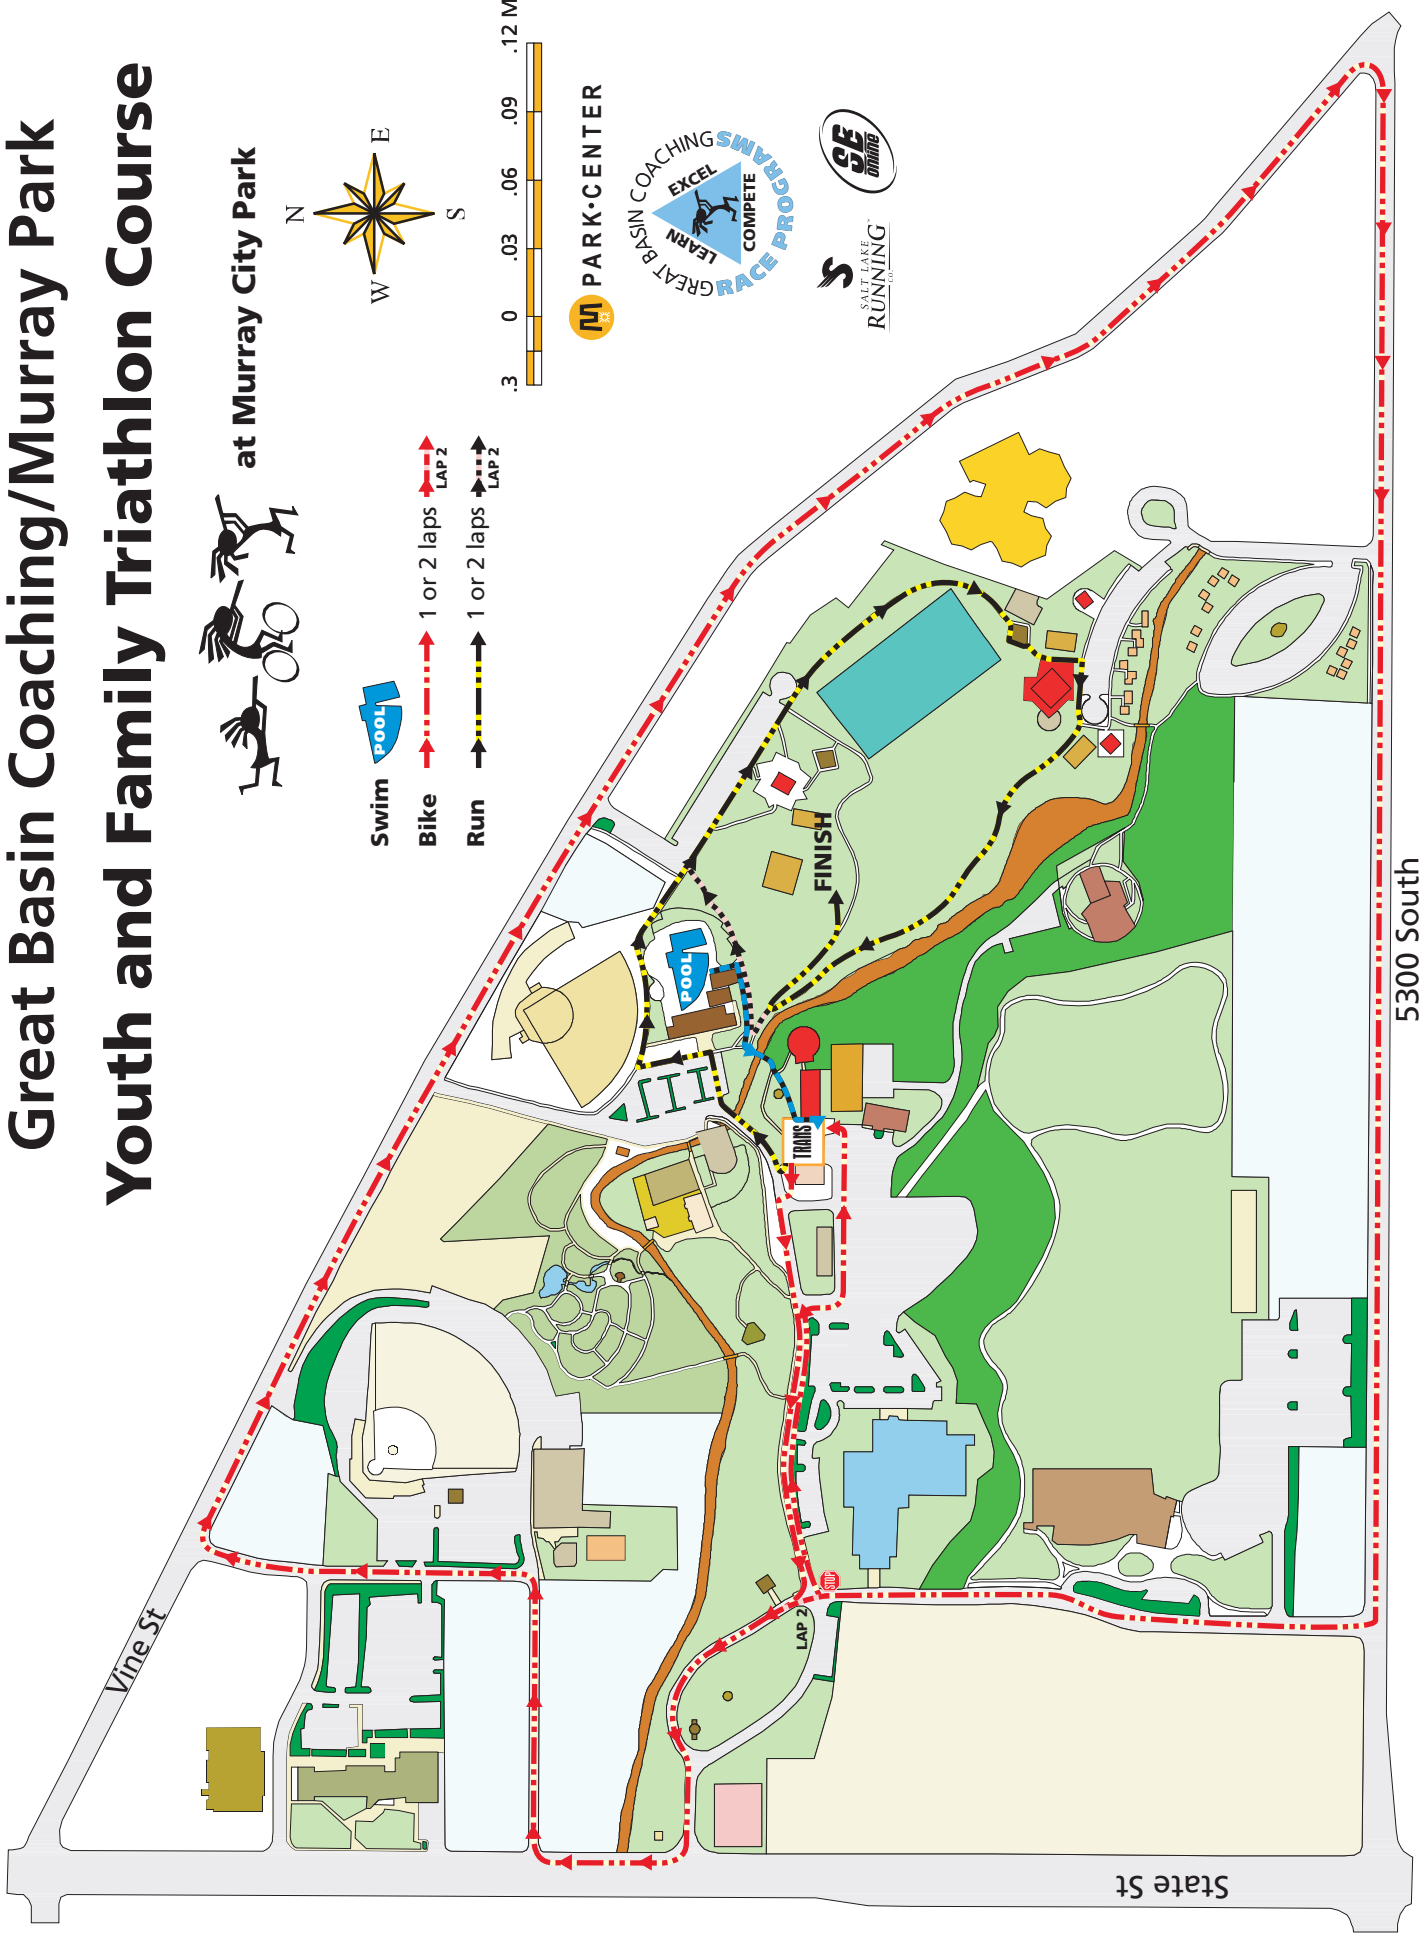 Great Basin Coaching/Murray Park
Youth and Family Triathlon Course
at Murray City Park
N
W
E
S
Swim
POOL
Bike
1 or 2 laps
LAP 2
Run
1 or 2 laps
LAP 2
.3 0 .03 .06 .09 .12 M
M PARK•CENTER
GREAT BASIN COACHING
LEARN
EXCEL
COMPETE
RACE PROGRAMS
SALT LAKE
RUNNING
CO.
SE
ONLINE
Vine St
POOL
FINISH
TRANS
LAP 2
STOP
5300 South
State St